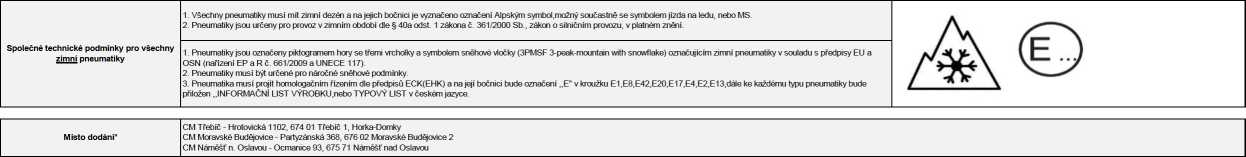 Společné technické podmínky pro všechny
zimní pneumatiky
1. Všechny pneumatiky musí mít zimní dezén a na jejich bočnici je vyznačeno označení Alpským symbol,možný součastně se symbolem jízda na ledu, nebo MS.
2. Pneumatiky jsou určeny pro provoz v zimním období dle § 40a odst. 1 zákona č. 361/2000 Sb., zákon o silničním provozu, v platném znění.
1. Pneumatiky jsou označeny piktogramem hory se třemi vrcholky a symbolem sněhové vločky (3PMSF 3-peak-mountain with snowflake) označujícím zimní pneumatiky v souladu s předpisy EU a
OSN (nařízení EP a R č. 661/2009 a UNECE 117).
2. Pneumatiky musí být určené pro náročné sněhové podmínky.
3. Pneumatika musí projít homologačním řízením dle předpisů ECK(EHK) a na její bočnici bude označení ,,E" v kroužku E1,E8,E42,E20,E17,E4,E2,E13,dále ke každému typu pneumatiky bude
přiložen ,,INFORMAČNÍ LIST VÝROBKU,nebo TYPOVÝ LIST v českém jazyce.
E ...
Místo dodání*
CM Třebíč - Hrotovická 1102, 674 01 Třebíč 1, Horka-Domky
CM Moravské Budějovice - Partyzánská 368, 676 02 Moravské Budějovice 2
CM Náměšť n. Oslavou - Ocmanice 93, 675 71 Náměšť nad Oslavou